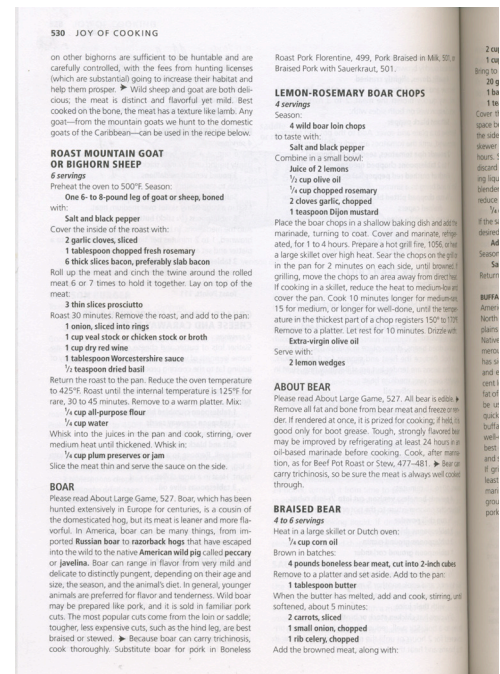 530 JOY OF COOKING
on other bighorns are sufficient to be huntable and are
carefully controlled, with the fees from hunting licenses
(which are substantial) going to increase their habitat and
help them prosper. ➤ Wild sheep and goat are both deli-
cious; the meat is distinct and flavorful yet mild. Best
cooked on the bone, the meat has a texture like lamb. Any
goat—from the mountain goats we hunt to the domestic
goats of the Caribbean—can be used in the recipe below.
ROAST MOUNTAIN GOAT
OR BIGHORN SHEEP
6 servings
Preheat the oven to 500°F. Season:
One 6- to 8-pound leg of goat or sheep, boned
with:
Salt and black pepper
Cover the inside of the roast with:
2 garlic cloves, sliced
1 tablespoon chopped fresh rosemary
6 thick slices bacon, preferably slab bacon
Roll up the meat and cinch the twine around the rolled
meat 6 or 7 times to hold it together. Lay on top of the
meat:
3 thin slices prosciutto
Roast 30 minutes. Remove the roast, and add to the pan:
1 onion, sliced into rings
1 cup veal stock or chicken stock or broth
1 cup dry red wine
1 tablespoon Worcestershire sauce
½ teaspoon dried basil
Return the roast to the pan. Reduce the oven temperature
to 425°F. Roast until the internal temperature is 125°F for
rare, 30 to 45 minutes. Remove to a warm platter. Mix:
¼ cup all-purpose flour
¼ cup water
Whisk into the juices in the pan and cook, stirring, over
medium heat until thickened. Whisk in:
¼ cup plum preserves or jam
Slice the meat thin and serve the sauce on the side.
BOAR
Please read About Large Game, 527. Boar, which has been
hunted extensively in Europe for centuries, is a cousin of
the domesticated hog, but its meat is leaner and more fla-
vorful. In America, boar can be many things, from im-
ported Russian boar to razorback hogs that have escaped
into the wild to the native American wild pig called peccary
or javelina. Boar can range in flavor from very mild and
delicate to distinctly pungent, depending on their age and
size, the season, and the animal's diet. In general, younger
animals are preferred for flavor and tenderness. Wild boar
may be prepared like pork, and it is sold in familiar pork
cuts. The most popular cuts come from the loin or saddle;
tougher, less expensive cuts, such as the hind leg, are best
braised or stewed. ➤ Because boar can carry trichinosis,
cook thoroughly. Substitute boar for pork in Boneless
Roast Pork Florentine, 499, Pork Braised in Milk, 501,
Braised Pork with Sauerkraut, 501.
LEMON-ROSEMARY BOAR CHOPS
4 servings
Season:
4 wild boar loin chops
to taste with:
Salt and black pepper
Combine in a small bowl:
Juice of 2 lemons
½ cup olive oil
¼ cup chopped rosemary
2 cloves garlic, chopped
1 teaspoon Dijon mustard
Place the boar chops in a shallow baking dish and add the
marinade, turning to coat. Cover and marinate, refriger-
ated, for 1 to 4 hours. Prepare a hot grill fire, 1056, or heat
a large skillet over high heat. Sear the chops on the grill or
in the pan for 2 minutes on each side, until browned. If
grilling, move the chops to an area away from direct heat.
If cooking in a skillet, reduce the heat to medium-low and
cover the pan. Cook 10 minutes longer for medium-rare,
15 for medium, or longer for well-done, until the temper-
ature in the thickest part of a chop registers 150° to 170°F.
Remove to a platter. Let rest for 10 minutes. Drizzle with:
Extra-virgin olive oil
Serve with:
2 lemon wedges
ABOUT BEAR
Please read About Large Game, 527. All bear is edible. ➤
Remove all fat and bone from bear meat and freeze or ren-
der. If rendered at once, it is prized for cooking; if held, it is
good only for boot grease. Tough, strongly flavored bear
may be improved by refrigerating at least 24 hours in an
oil-based marinade before cooking. Cook, after marina-
tion, as for Beef Pot Roast or Stew, 477–481. ➤ Bear can
carry trichinosis, so be sure the meat is always well cooked
through.
BRAISED BEAR
4 to 6 servings
Heat in a large skillet or Dutch oven:
¼ cup corn oil
Brown in batches:
4 pounds boneless bear meat, cut into 2-inch cubes
Remove to a platter and set aside. Add to the pan:
1 tablespoon butter
When the butter has melted, add and cook, stirring, until
softened, about 5 minutes:
2 carrots, sliced
1 small onion, chopped
1 rib celery, chopped
Add the browned meat, along with: